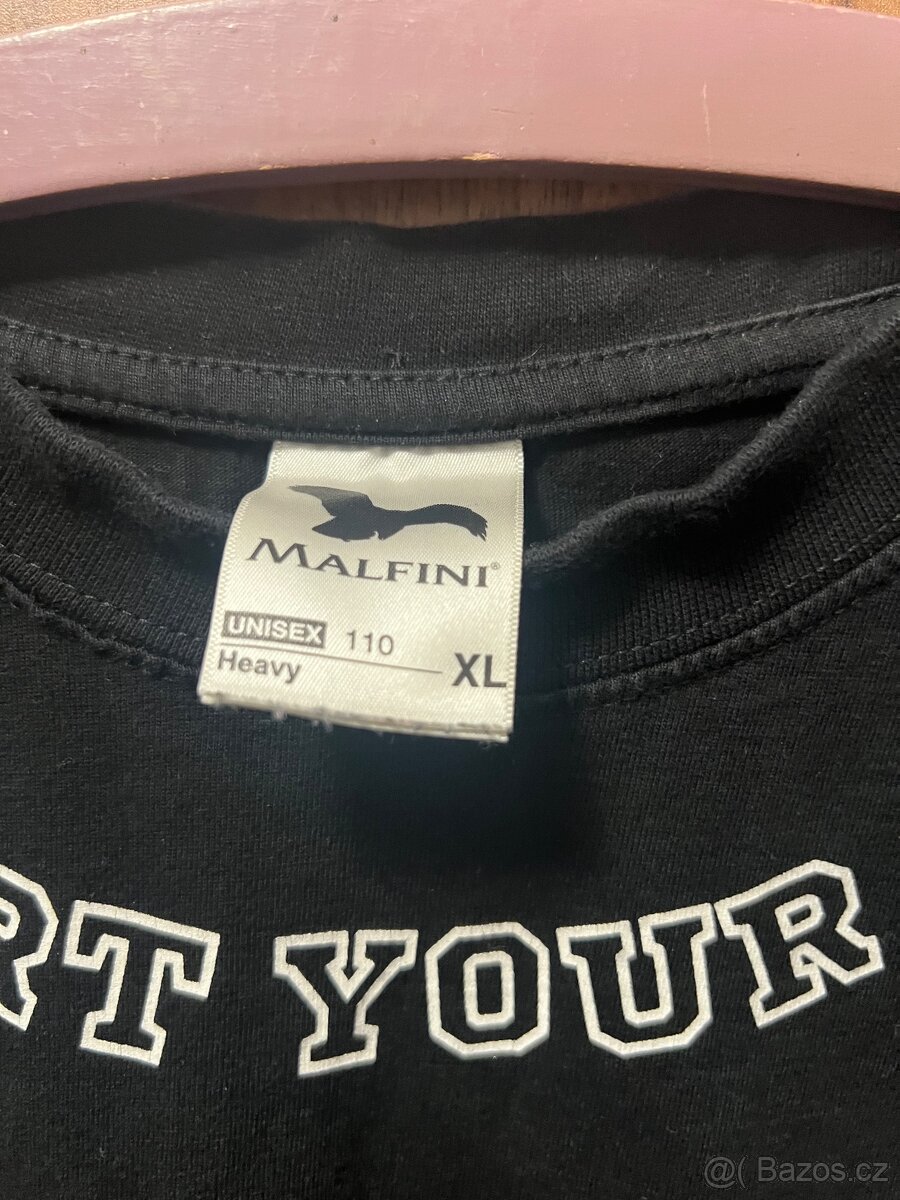 MALFINI®
UNISEX 110
Heavy XL
RT YOUR
@( Bazos.cz